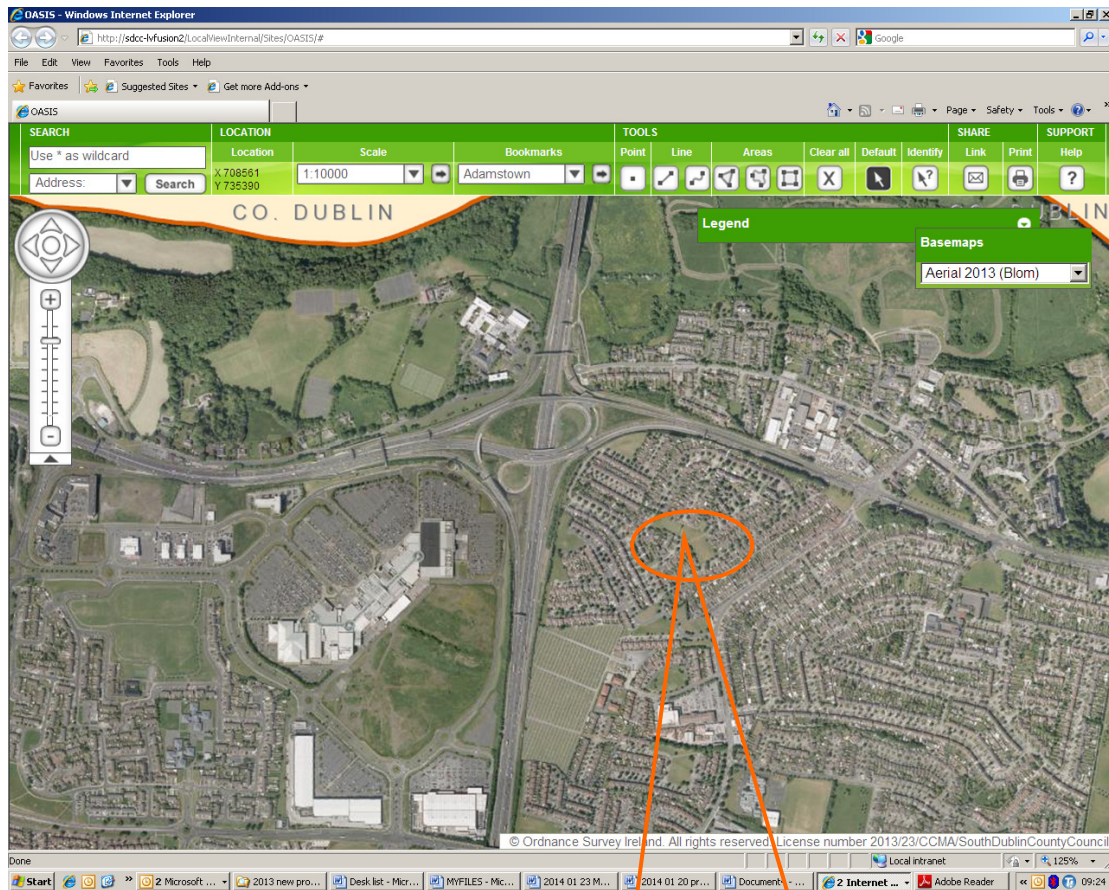 OASIS - Windows Internet Explorer
http://sdcc-lvfusion2/LocalViewInternal/Sites/OASIS/#
Google
File Edit View Favorites Tools Help
Favorites Suggested Sites Get more Add-ons
OASIS Page Safety Tools
SEARCH LOCATION TOOLS SHARE SUPPORT
Use * as wildcard Location Scale Bookmarks Point Line Areas Clear all Default Identify Link Print Help
Address: Search X 708561 Y 735390 1:10000 Adamstown X ?
CO. DUBLIN
Legend
Basemaps
Aerial 2013 (Blom)
© Ordnance Survey Ireland. All rights reserved. License number 2013/23/CCMA/SouthDublinCountyCouncil
Done Local intranet 125%
Start 2 Microsoft ... 2013 new pro... Desk list - Micr... MYFILES - Mic... 2014 01 23 M... 2014 01 20 pr... Document- ... 2 Internet ... Adobe Reader 09:24